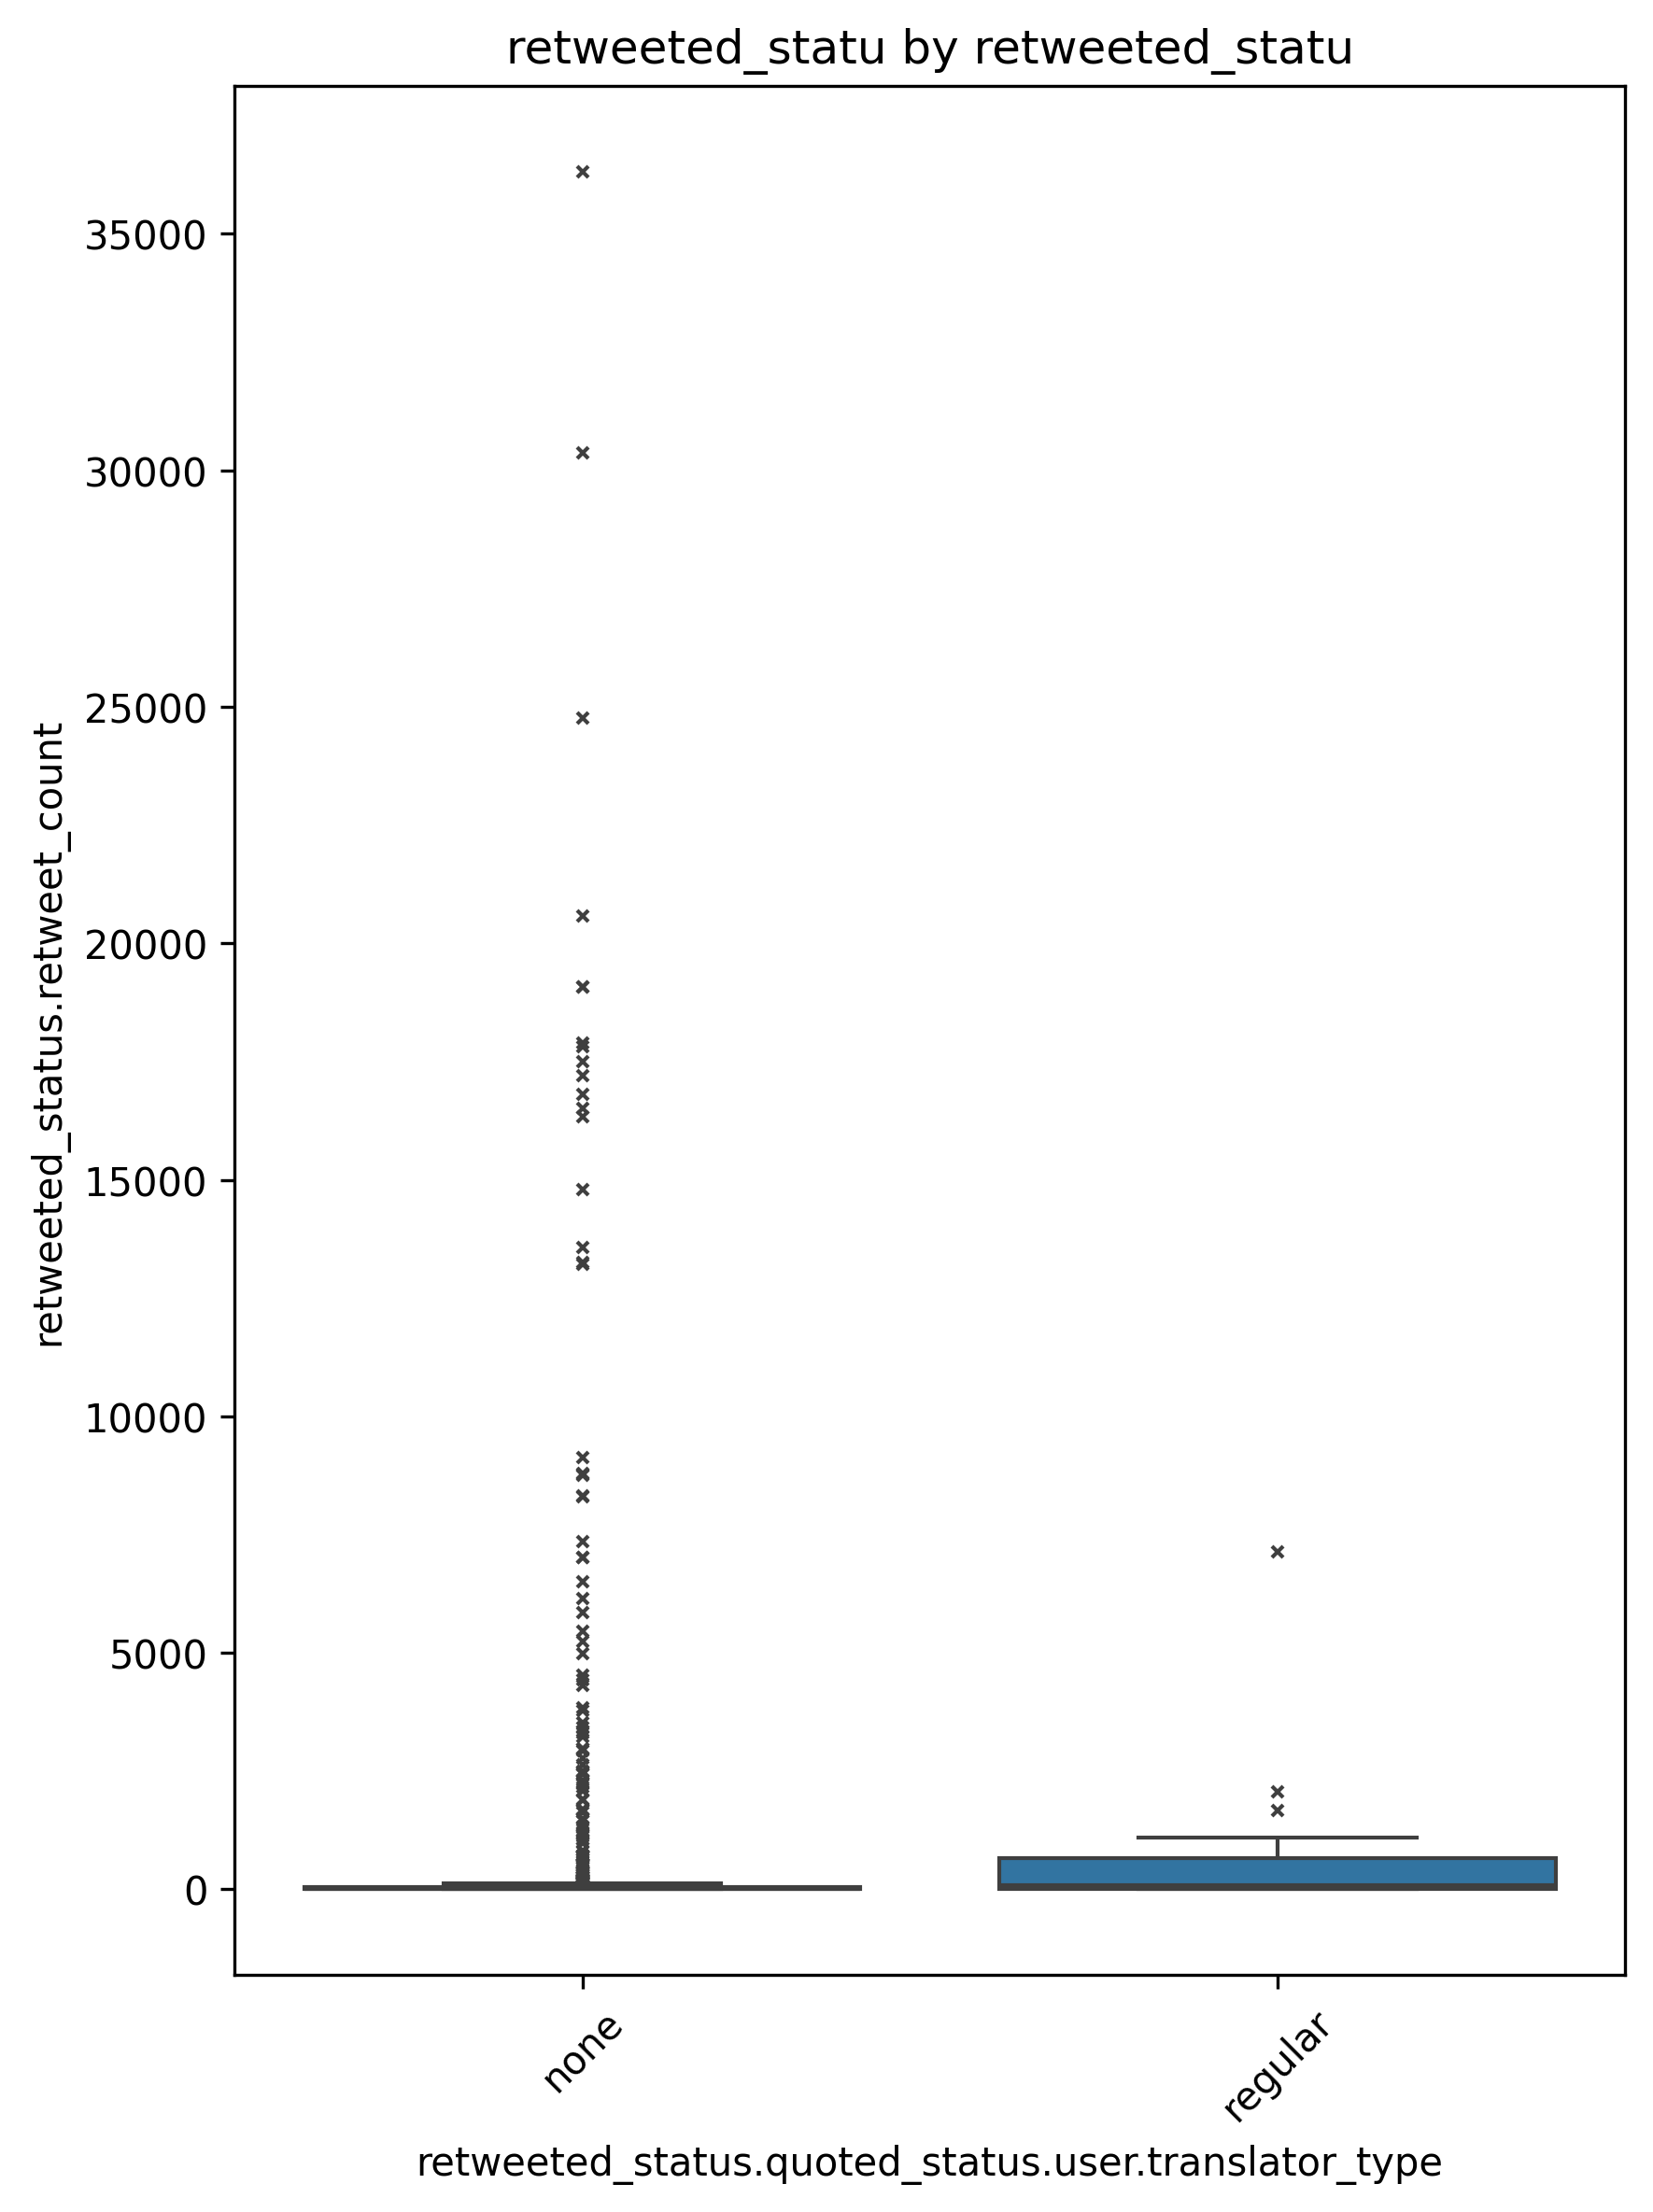 retweeted_statu by retweeted_statu
retweeted_status.retweet_count
35000
30000
25000
20000
15000
10000
5000
0
none
regular
retweeted_status.quoted_status.user.translator_type